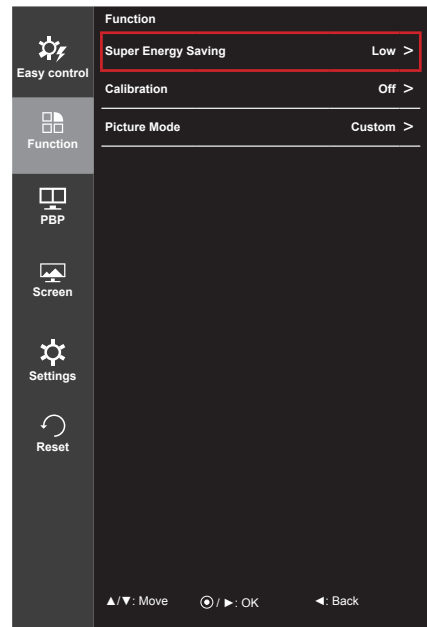 Function
Super Energy Saving Low >
Calibration Off >
Picture Mode Custom >
Easy control
Function
PBP
Screen
Settings
Reset
▲/▼: Move ⦿ / ►: OK ◄: Back